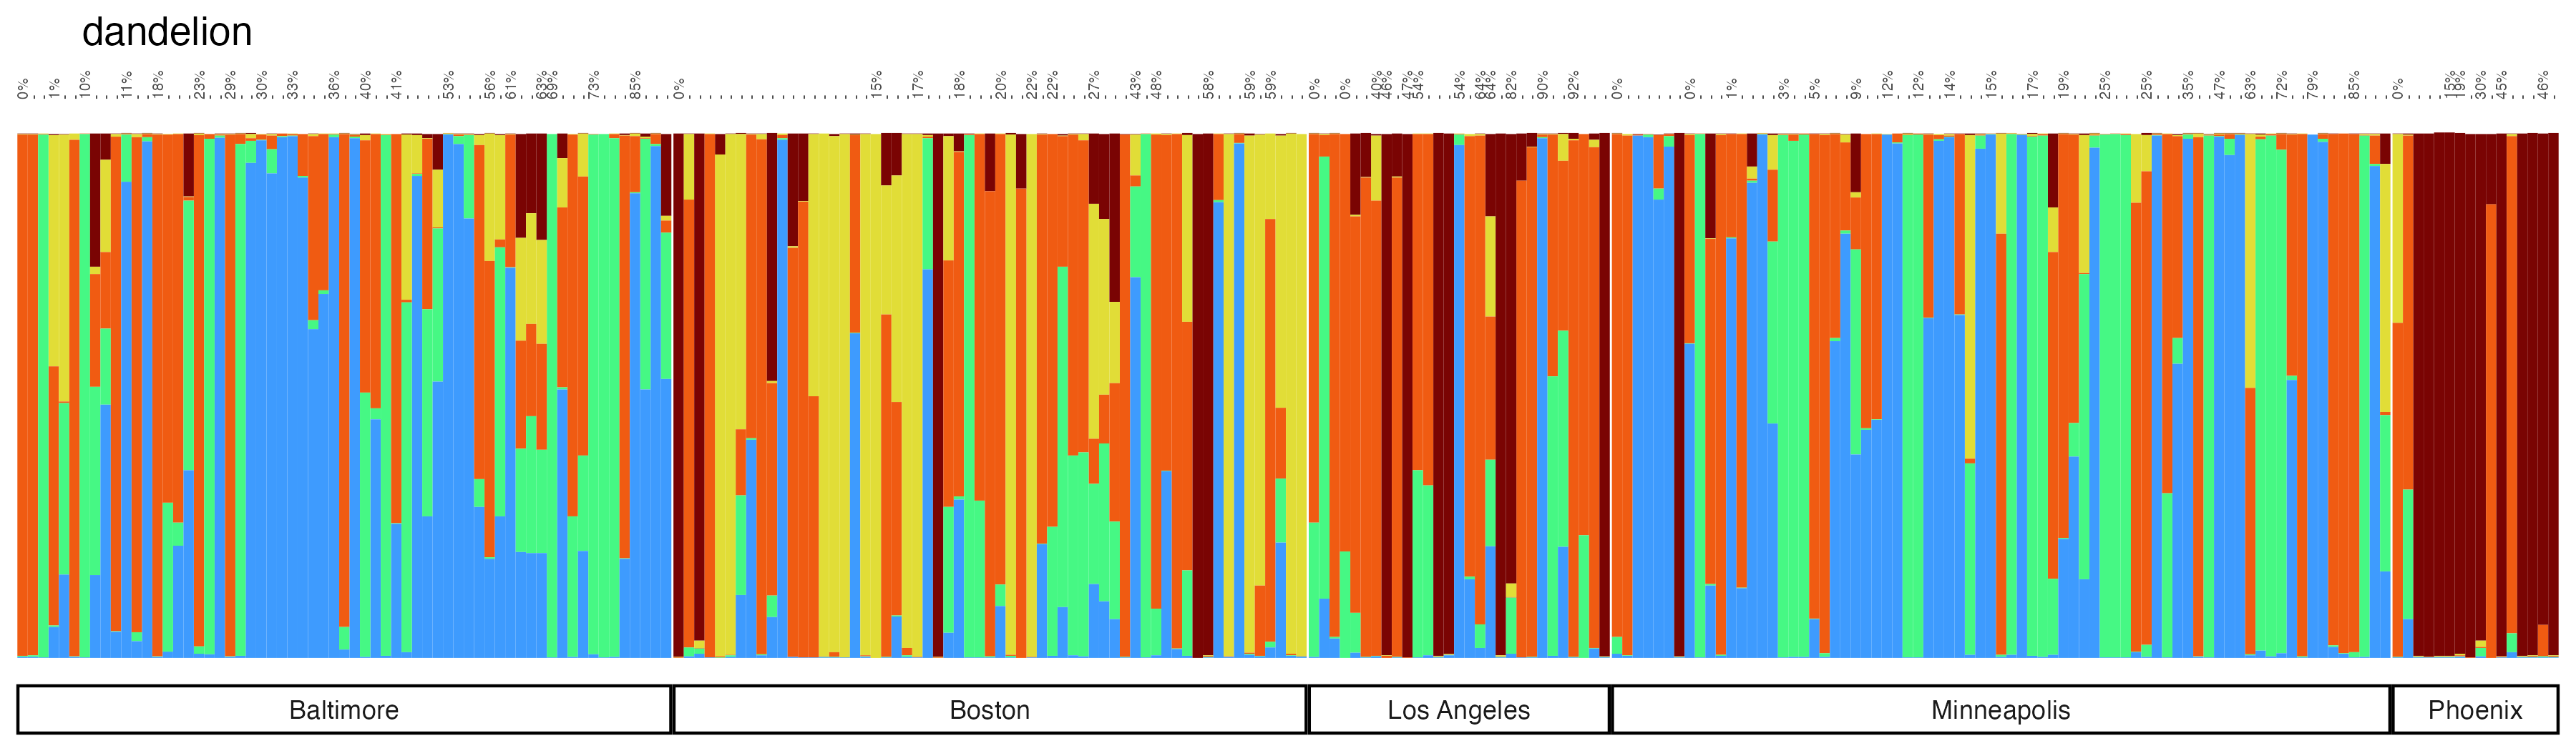 dandelion
0% - - 1% - - 10% - - - 11% - - 18% - - - 23% - - 29% - - 30% - - 33% - - - 36% - - 40% - - 41% - - - - 53% - - - 56% - 61% - - 63% 69% - - - 73% - - - 85% - - - 0% - - - - - - - - - - - - - - - - - - 15% - - - 17% - - - 18% - - - 20% - - 22% - 22% - - - 27% - - - 43% - 48% - - - - 58% - - - 59% - 59% - - - 0% - - 0% - - 40% 46% - 47% 54% - - - 54% - 64% 64% - 82% - - 90% - - 92% - - - 0% - - - - - - 0% - - - 1% - - - - 3% - - 5% - - - 9% - - 12% - - 12% - - 14% - - - 15% - - - 17% - - 19% - - - 25% - - - 25% - - - 35% - - 47% - - 63% - - 72% - - 79% - - - 85% - - - 0% - - - - 15% 19% - 30% - 45% - - - 46% -
Baltimore Boston Los Angeles Minneapolis Phoenix